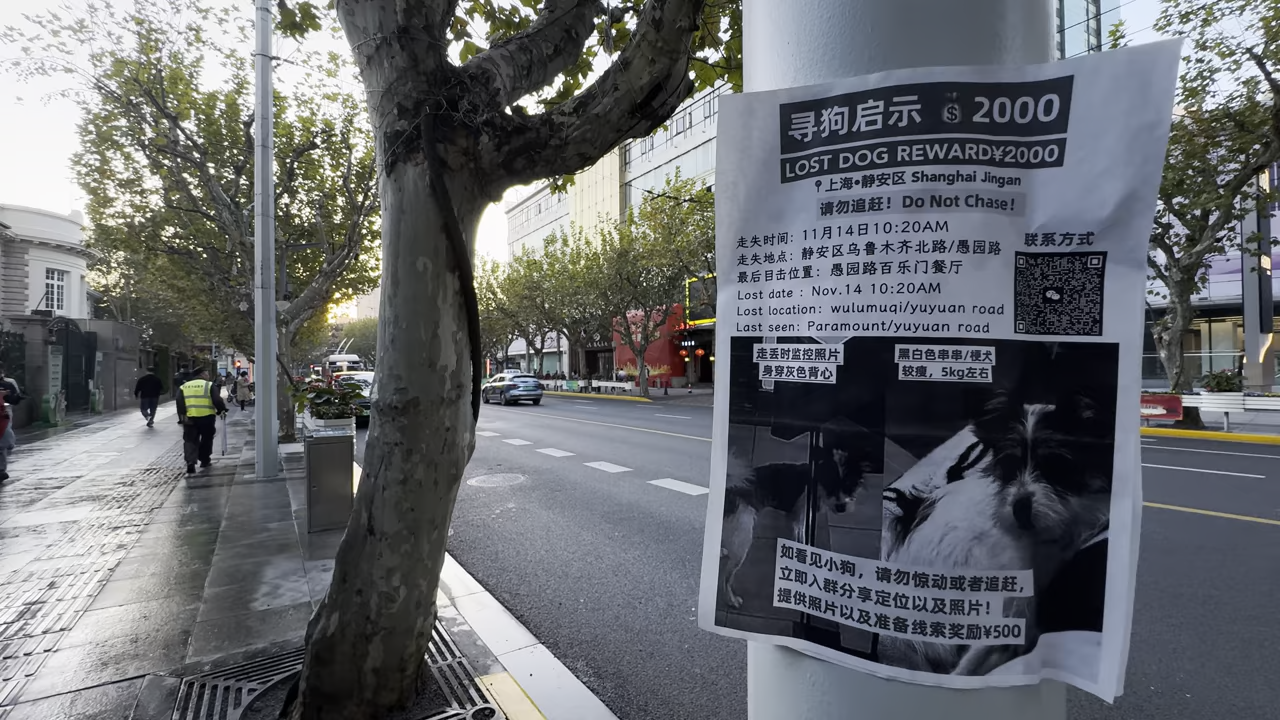 寻狗启示 💰 2000
LOST DOG REWARD¥2000
上海•静安区 Shanghai Jingan
请勿追赶！Do Not Chase!
走失时间：11月14日10:20AM
走失地点：静安区乌鲁木齐北路/愚园路
最后目击位置：愚园路百乐门餐厅
Lost date : Nov.14 10:20AM
Lost location: wulumuqi/yuyuan road
Last seen: Paramount/yuyuan road
联系方式
走丢时监控照片
身穿灰色背心
黑白色串串/梗犬
较瘦，5kg左右
如看见小狗，请勿惊动或者追赶，
立即入群分享定位以及照片！
提供照片以及准备线索奖励¥500